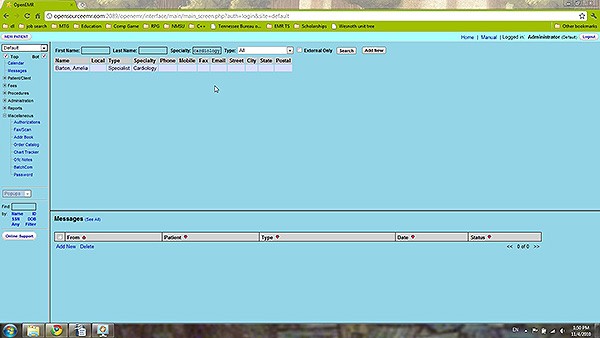 OpenEMR
opensourceemr.com:2089/openemr/interface/main/main_screen.php?auth=login&site=default
dl job search MTG Education Comp Game RPG NMSU C++ Tennessee Bureau o... EMR TS Scholarships Wesnoth unit tree Other bookmarks
NEW PATIENT
Home | Manual | Logged in: Administrator (Default) Logout
Default
Top Bot
Calendar
Messages
Patient/Client
Fees
Procedures
Administration
Reports
Miscellaneous
Authorizations
Fax/Scan
Addr Book
Order Catalog
Chart Tracker
Ofc Notes
BatchCom
Password
Popups
Find:
by: Name ID
SSN DOB
Any Filter
Online Support
First Name: Last Name: Specialty: cardiology Type: All External Only Search Add New
Name Local Type Specialty Phone Mobile Fax Email Street City State Postal
Barton, Amelia Specialist Cardiology
Messages (See All)
From Patient Type Date Status
Add New Delete << 0 of 0 >>
EN
1:50 PM